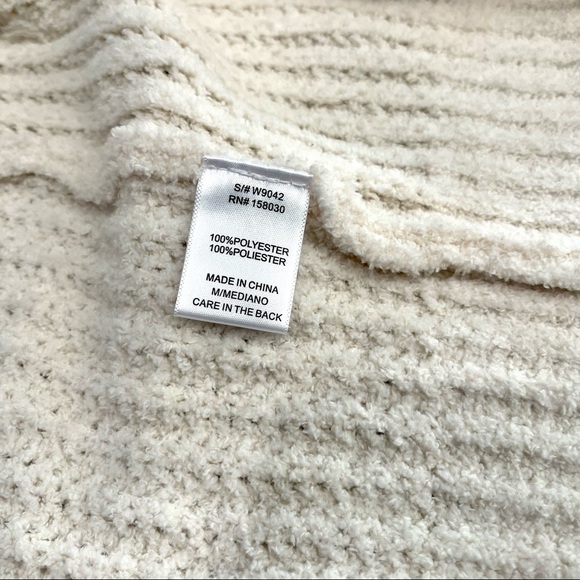 S/# W9042
RN# 158030
100%POLYESTER
100%POLIESTER
MADE IN CHINA
M/MEDIANO
CARE IN THE BACK